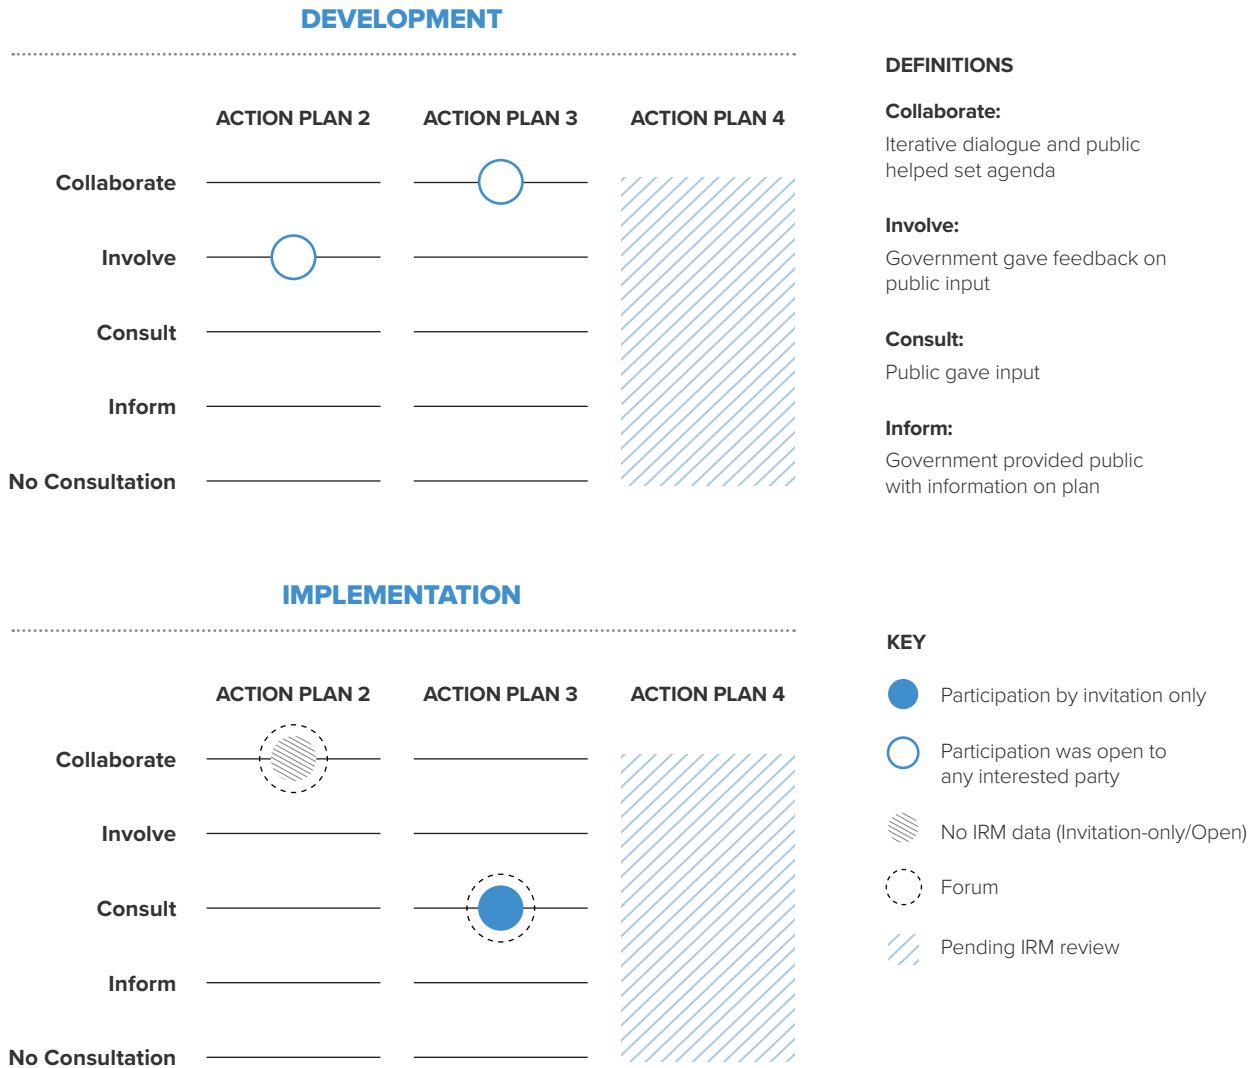 DEVELOPMENT
ACTION PLAN 2
ACTION PLAN 3
ACTION PLAN 4
Collaborate
Involve
Consult
Inform
No Consultation
DEFINITIONS
Collaborate:
Iterative dialogue and public
helped set agenda
Involve:
Government gave feedback on
public input
Consult:
Public gave input
Inform:
Government provided public
with information on plan
IMPLEMENTATION
ACTION PLAN 2
ACTION PLAN 3
ACTION PLAN 4
Collaborate
Involve
Consult
Inform
No Consultation
KEY
Participation by invitation only
Participation was open to
any interested party
No IRM data (Invitation-only/Open)
Forum
Pending IRM review